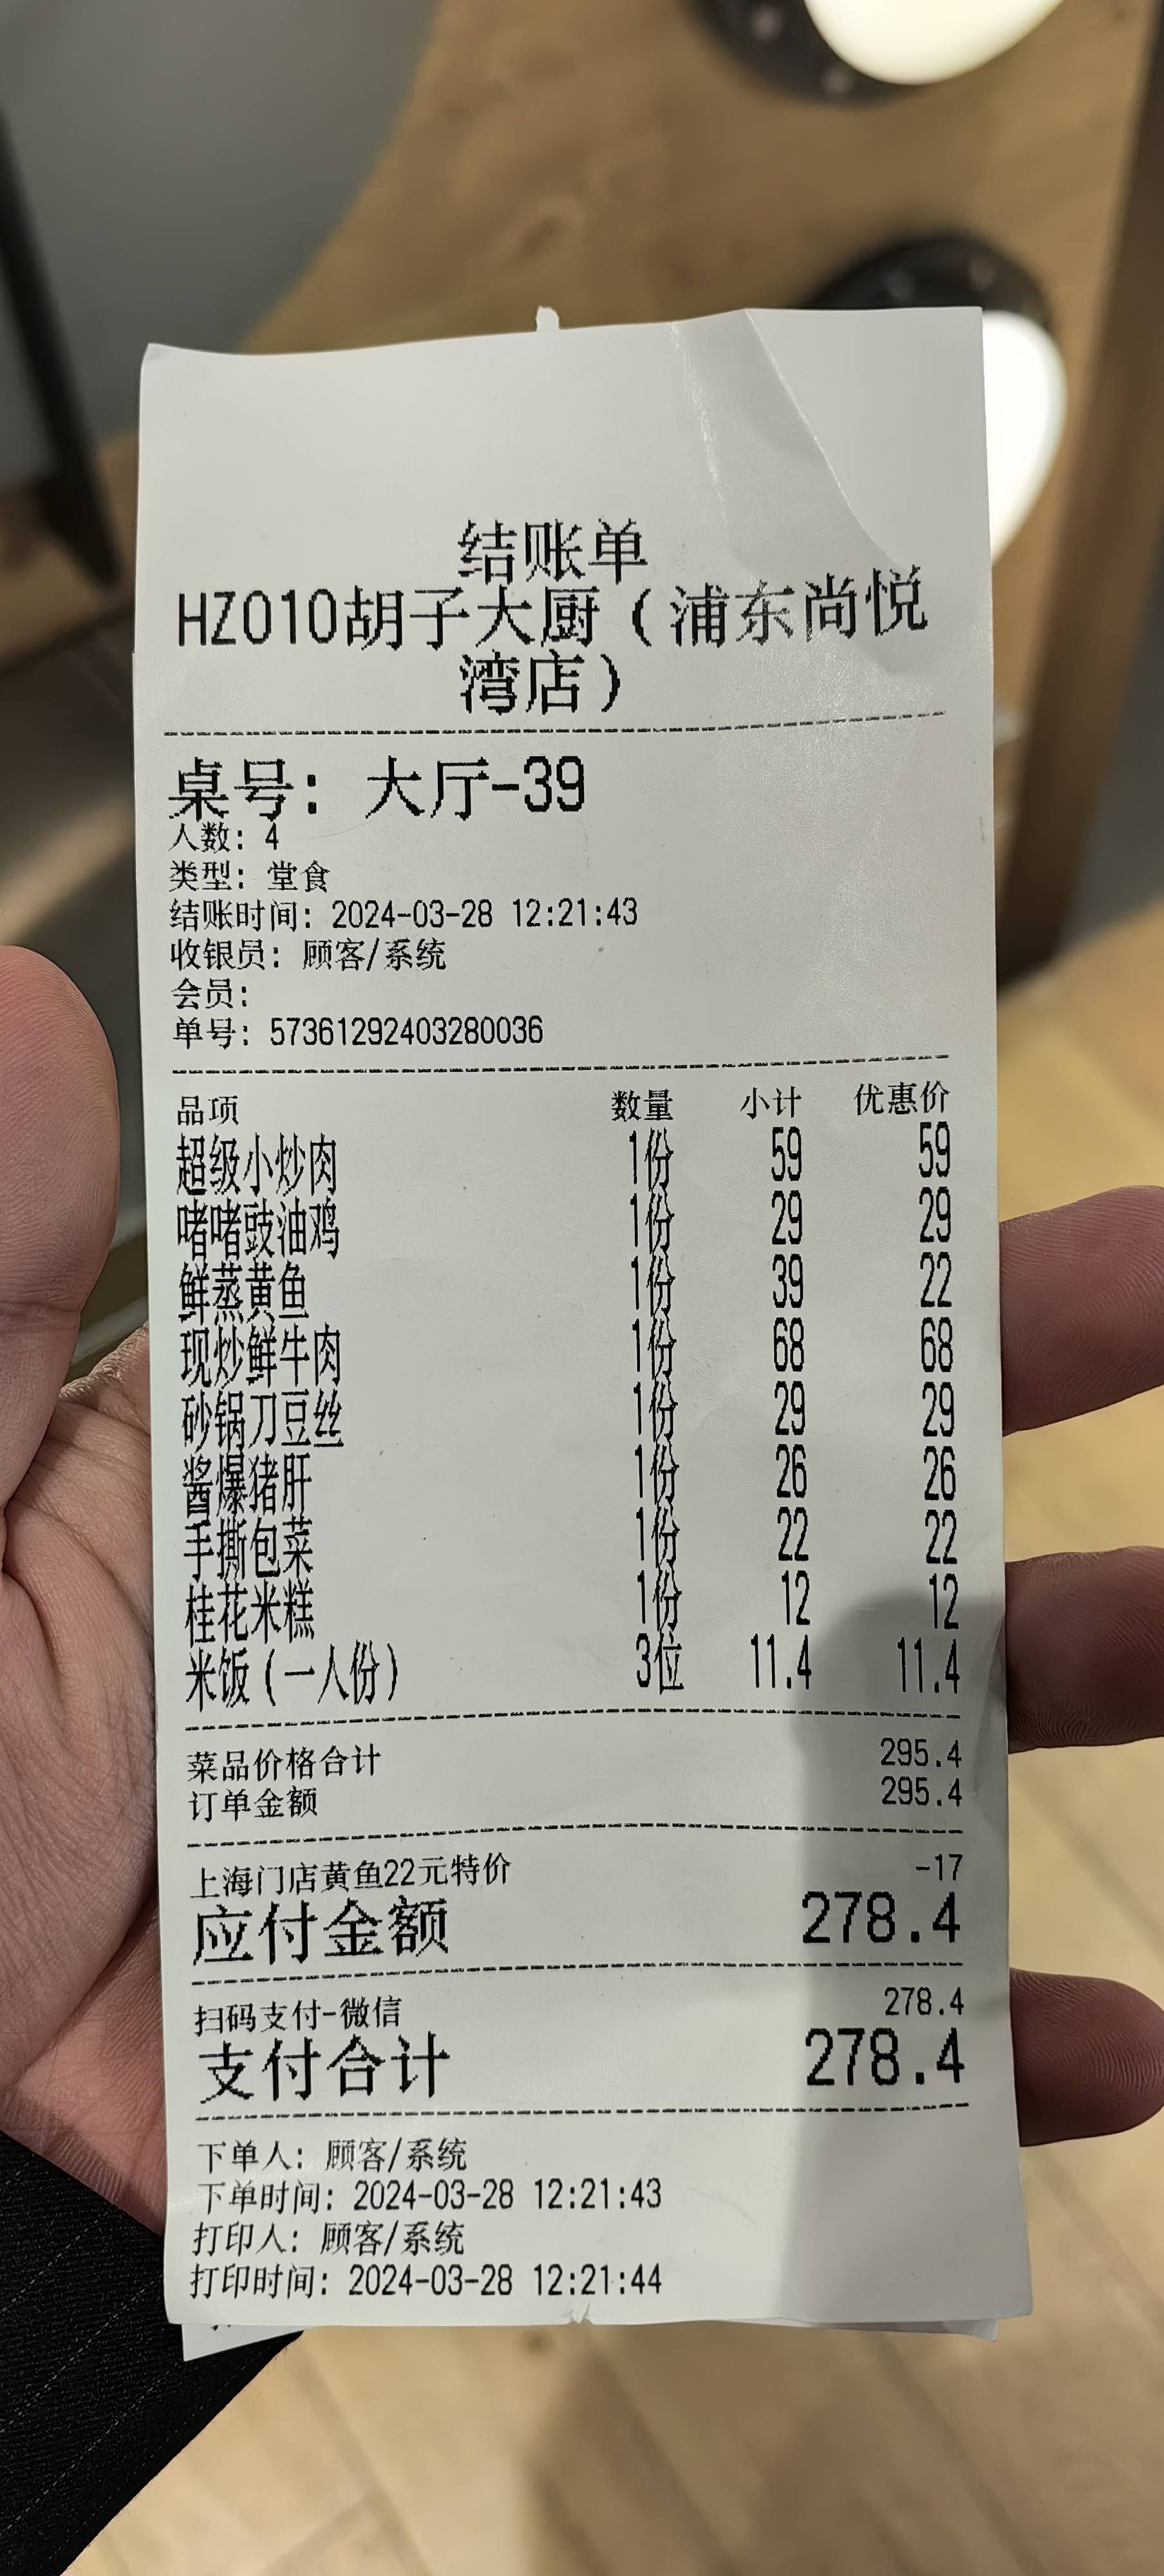 结账单
HZ010胡子大厨（浦东尚悦
湾店）
桌号：大厅-39
人数：4
类型：堂食
结账时间：2024-03-28 12:21:43
收银员：顾客/系统
会员：
单号：57361292403280036
品项 数量 小计 优惠价
超级小炒肉 1份 59 59
啫啫豉油鸡 1份 29 29
鲜蒸黄鱼 1份 39 22
现炒鲜牛肉 1份 68 68
砂锅刀豆丝 1份 29 29
酱爆猪肝 1份 26 26
手撕包菜 1份 22 22
桂花米糕 1份 12 12
米饭（一人份） 3位 11.4 11.4
菜品价格合计 295.4
订单金额 295.4
上海门店黄鱼22元特价 -17
应付金额 278.4
扫码支付-微信 278.4
支付合计 278.4
下单人：顾客/系统
下单时间：2024-03-28 12:21:43
打印人：顾客/系统
打印时间：2024-03-28 12:21:44